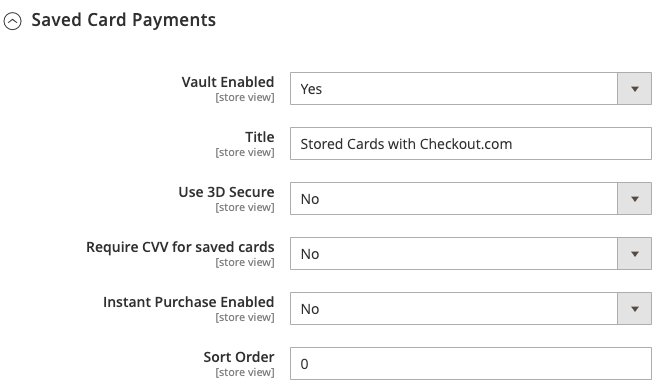 Saved Card Payments
Vault Enabled
[store view]
Yes
Title
[store view]
Stored Cards with Checkout.com
Use 3D Secure
[store view]
No
Require CVV for saved cards
[store view]
No
Instant Purchase Enabled
[store view]
No
Sort Order
[store view]
0